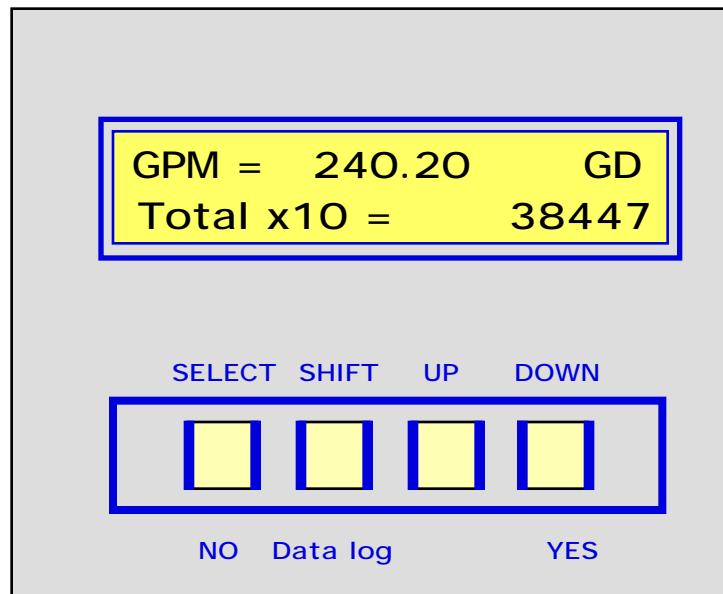 GPM = 240.20 GD
Total x10 = 38447
SELECT SHIFT UP DOWN
NO Data log YES